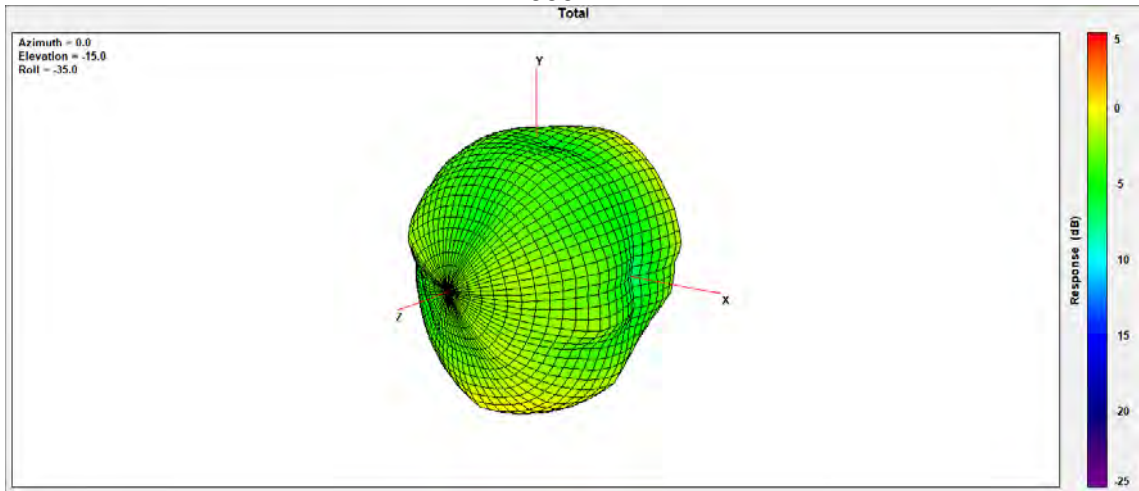 Total
Azimuth = 0.0
Elevation = -15.0
Roll = -35.0
Y
X
Z
5
0
-5
-10
-15
-20
-25
Response (dB)